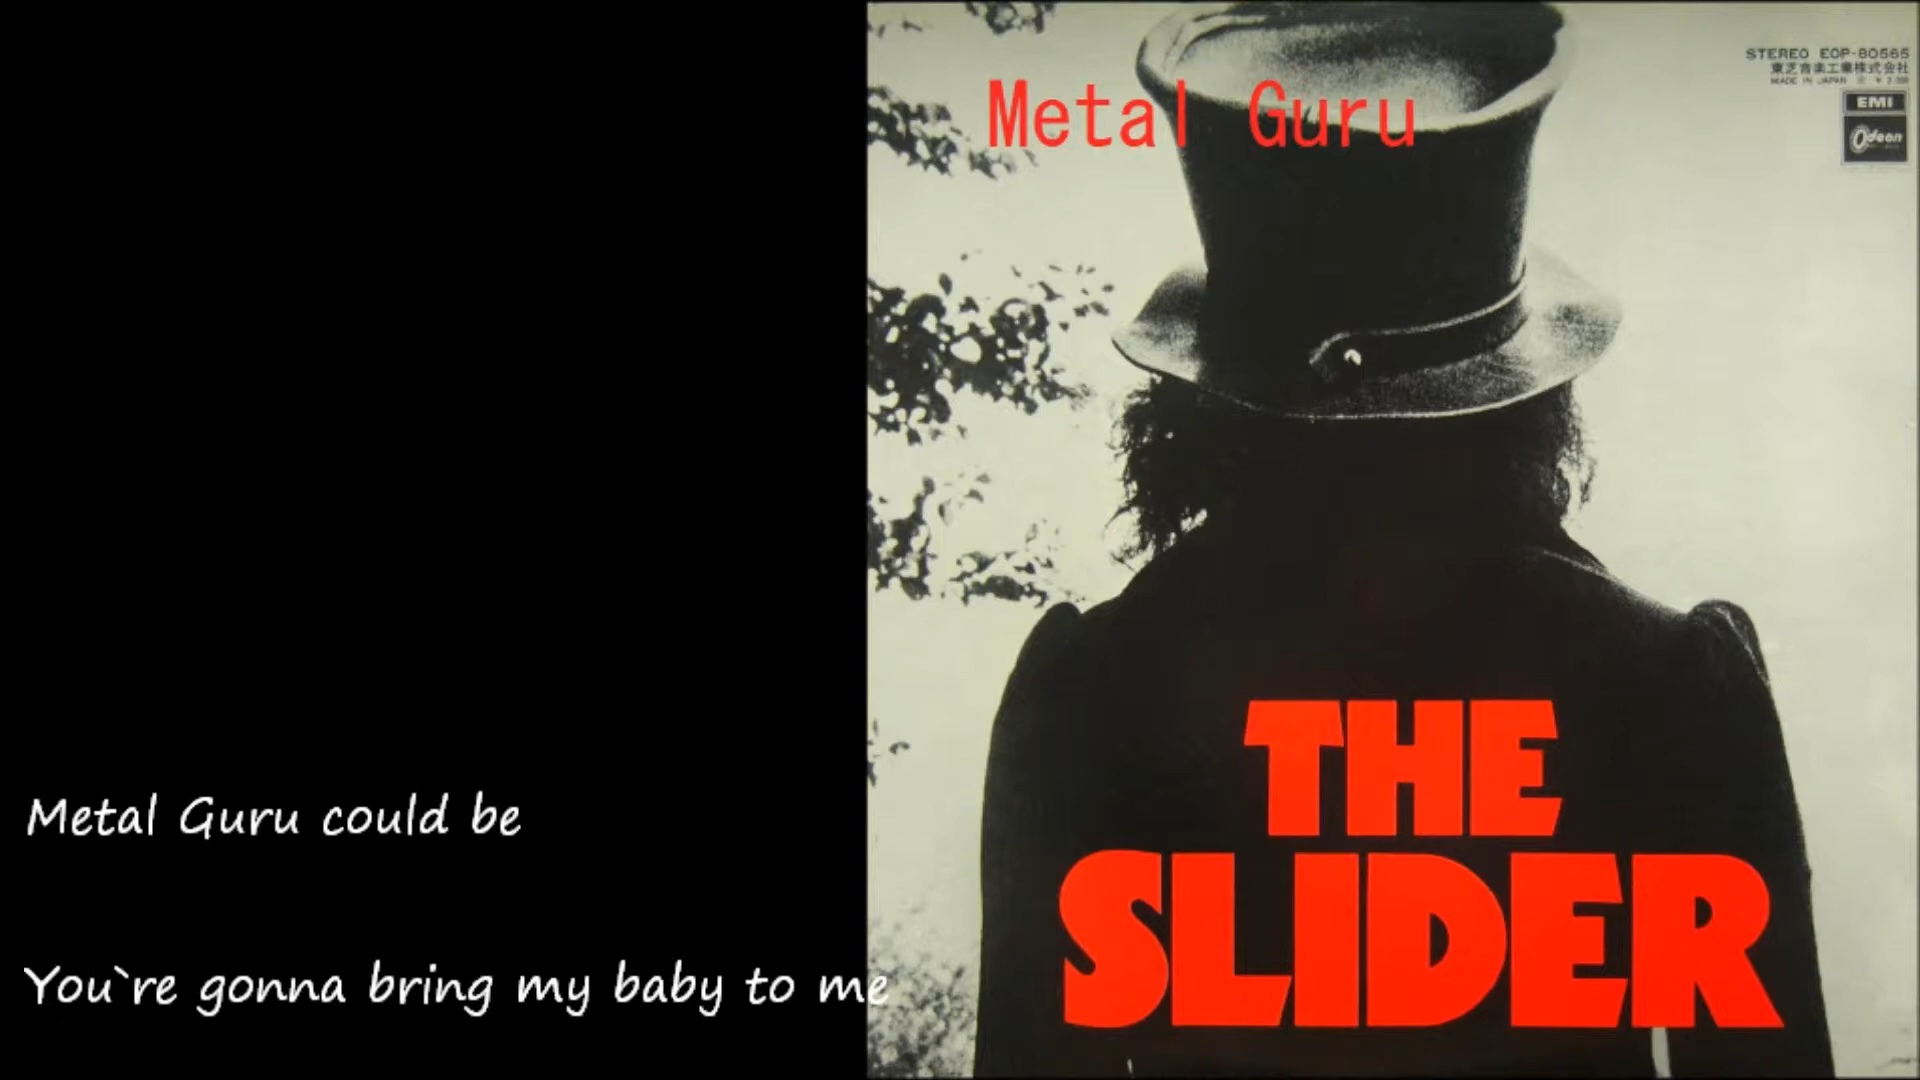 Metal Guru
STEREO EOP-80565
東芝音楽工業株式会社
MADE IN JAPAN
EMI
Odeon
THE
SLIDER
Metal Guru could be
You`re gonna bring my baby to me